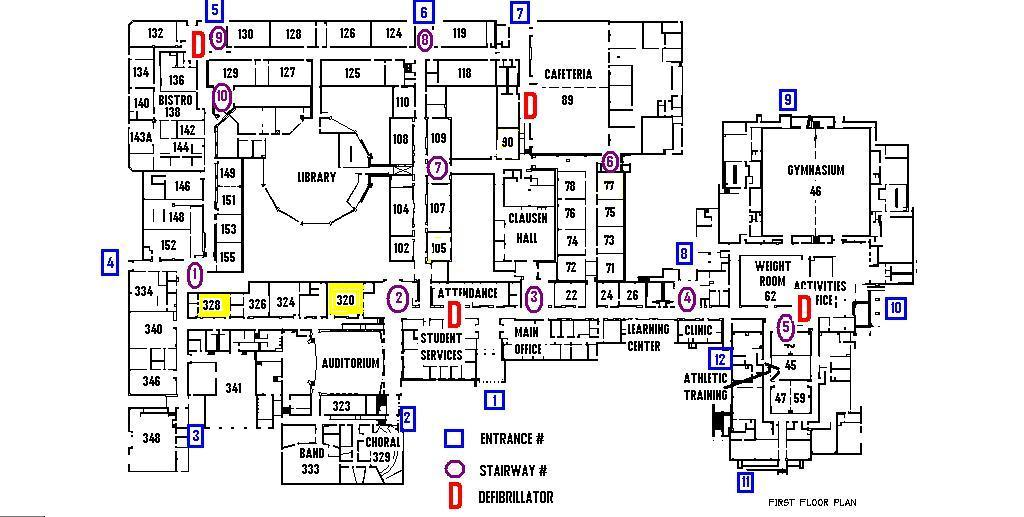 5
6
7
132
D
9
130
128
126
124
8
119
134
136
129
127
125
118
CAFETERIA
89
140
BISTRO
138
10
110
D
9
143A
142
144
108
109
90
GYMNASIUM
46
146
149
LIBRARY
7
6
151
104
107
CLAUSEN
HALL
78
77
76
75
148
153
74
73
152
155
102
105
72
71
8
4
1
334
328
326
324
320
2
ATTENDANCE
3
22
24
26
4
WEIGHT
ROOM
62
ACTIVITIES
FICE
D
10
340
D
STUDENT
SERVICES
MAIN
OFFICE
LEARNING
CENTER
CLINIC
5
AUDITORIUM
12
45
346
341
ATHLETIC
TRAINING
47
59
323
1
2
348
3
BAND
333
CHORAL
329
ENTRANCE #
STAIRWAY #
D
DEFIBRILLATOR
11
FIRST FLOOR PLAN